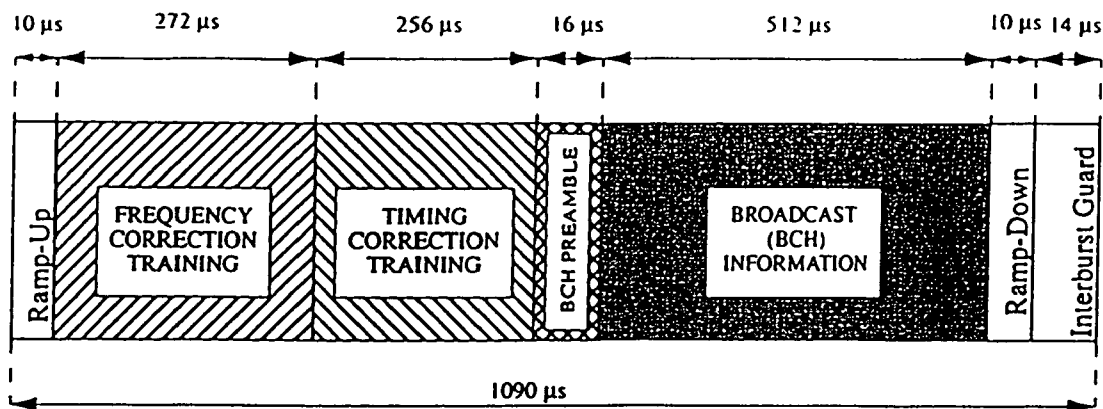 10 µs 272 µs 256 µs 16 µs 512 µs 10 µs 14 µs
Ramp-Up
FREQUENCY
CORRECTION
TRAINING
TIMING
CORRECTION
TRAINING
BCH PREAMBLE
BROADCAST
(BCH)
INFORMATION
Ramp-Down
Interburst Guard
1090 µs